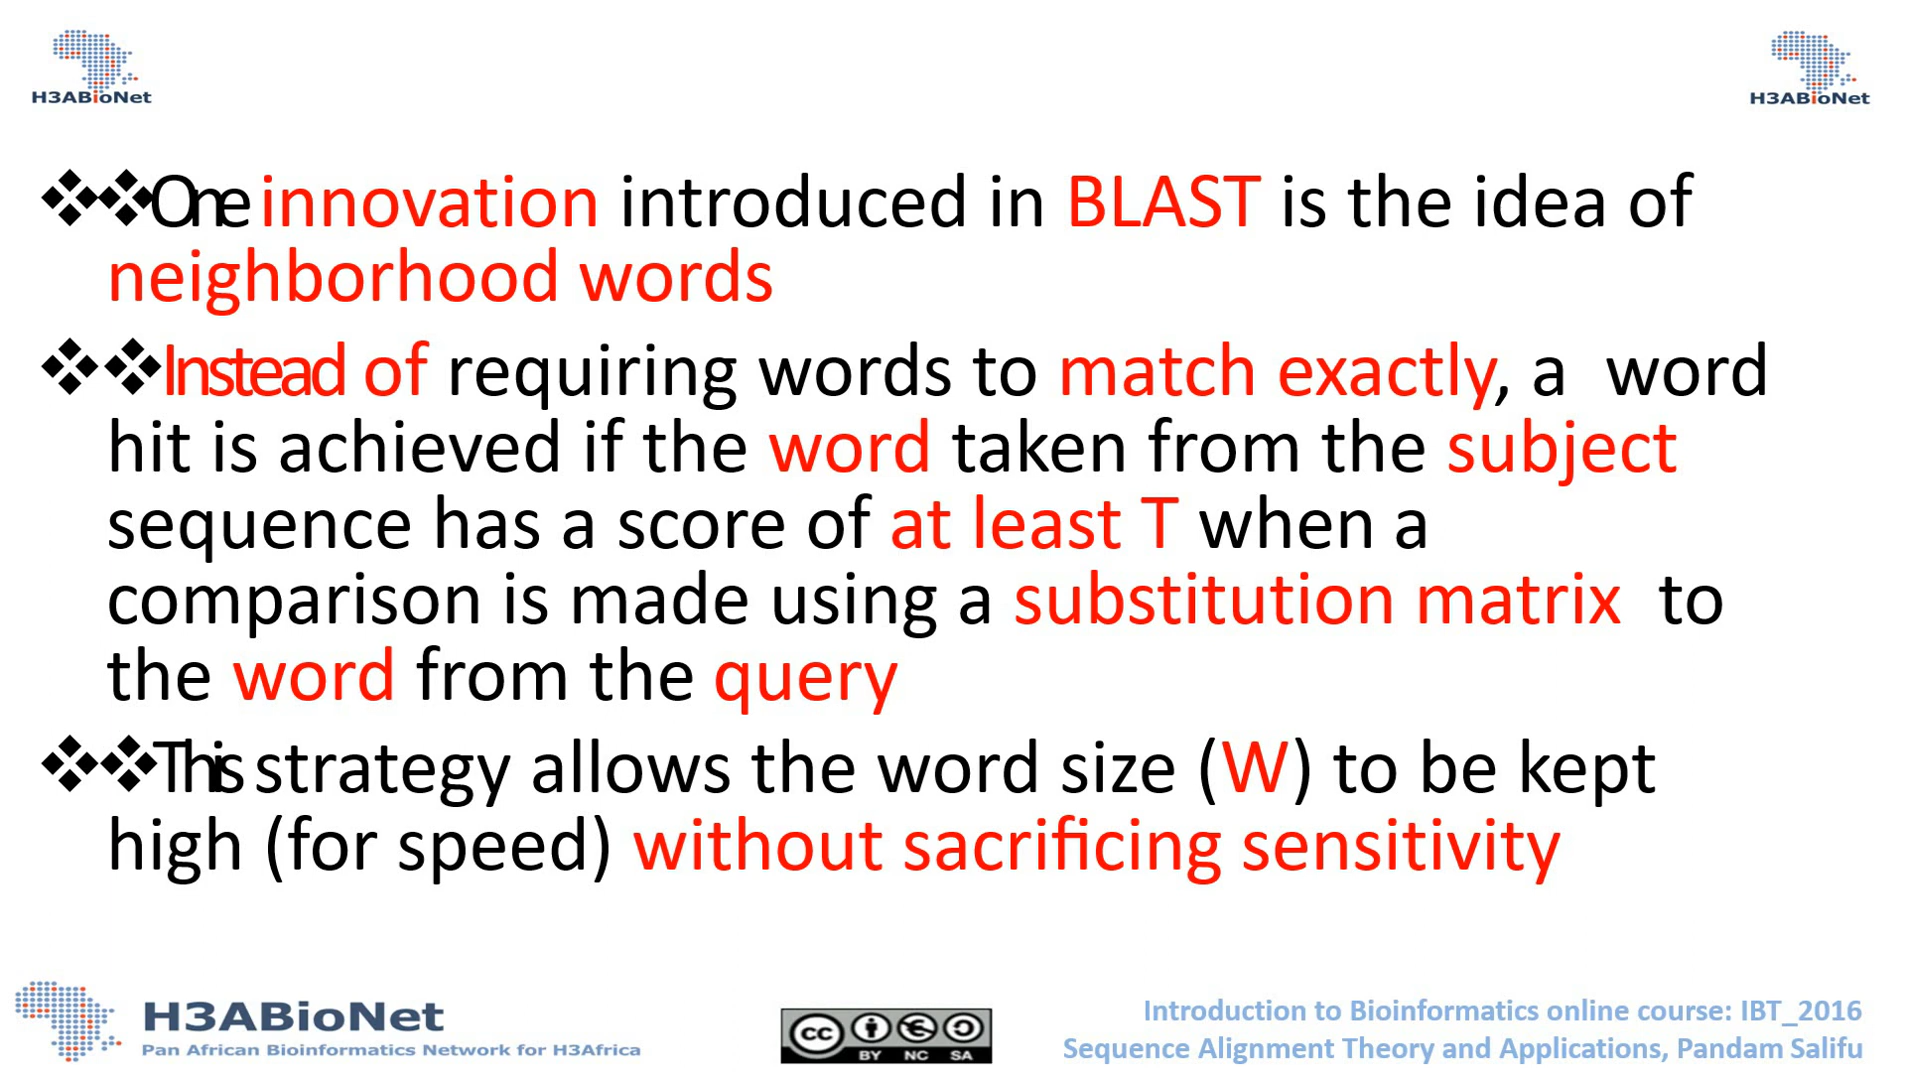 H3ABioNet
H3ABioNet
❖❖One innovation introduced in BLAST is the idea of
neighborhood words
❖❖Instead of requiring words to match exactly, a word
hit is achieved if the word taken from the subject
sequence has a score of at least T when a
comparison is made using a substitution matrix to
the word from the query
❖❖This strategy allows the word size (W) to be kept
high (for speed) without sacrificing sensitivity
H3ABioNet
Pan African Bioinformatics Network for H3Africa
cc
BY NC SA
Introduction to Bioinformatics online course: IBT_2016
Sequence Alignment Theory and Applications, Pandam Salifu